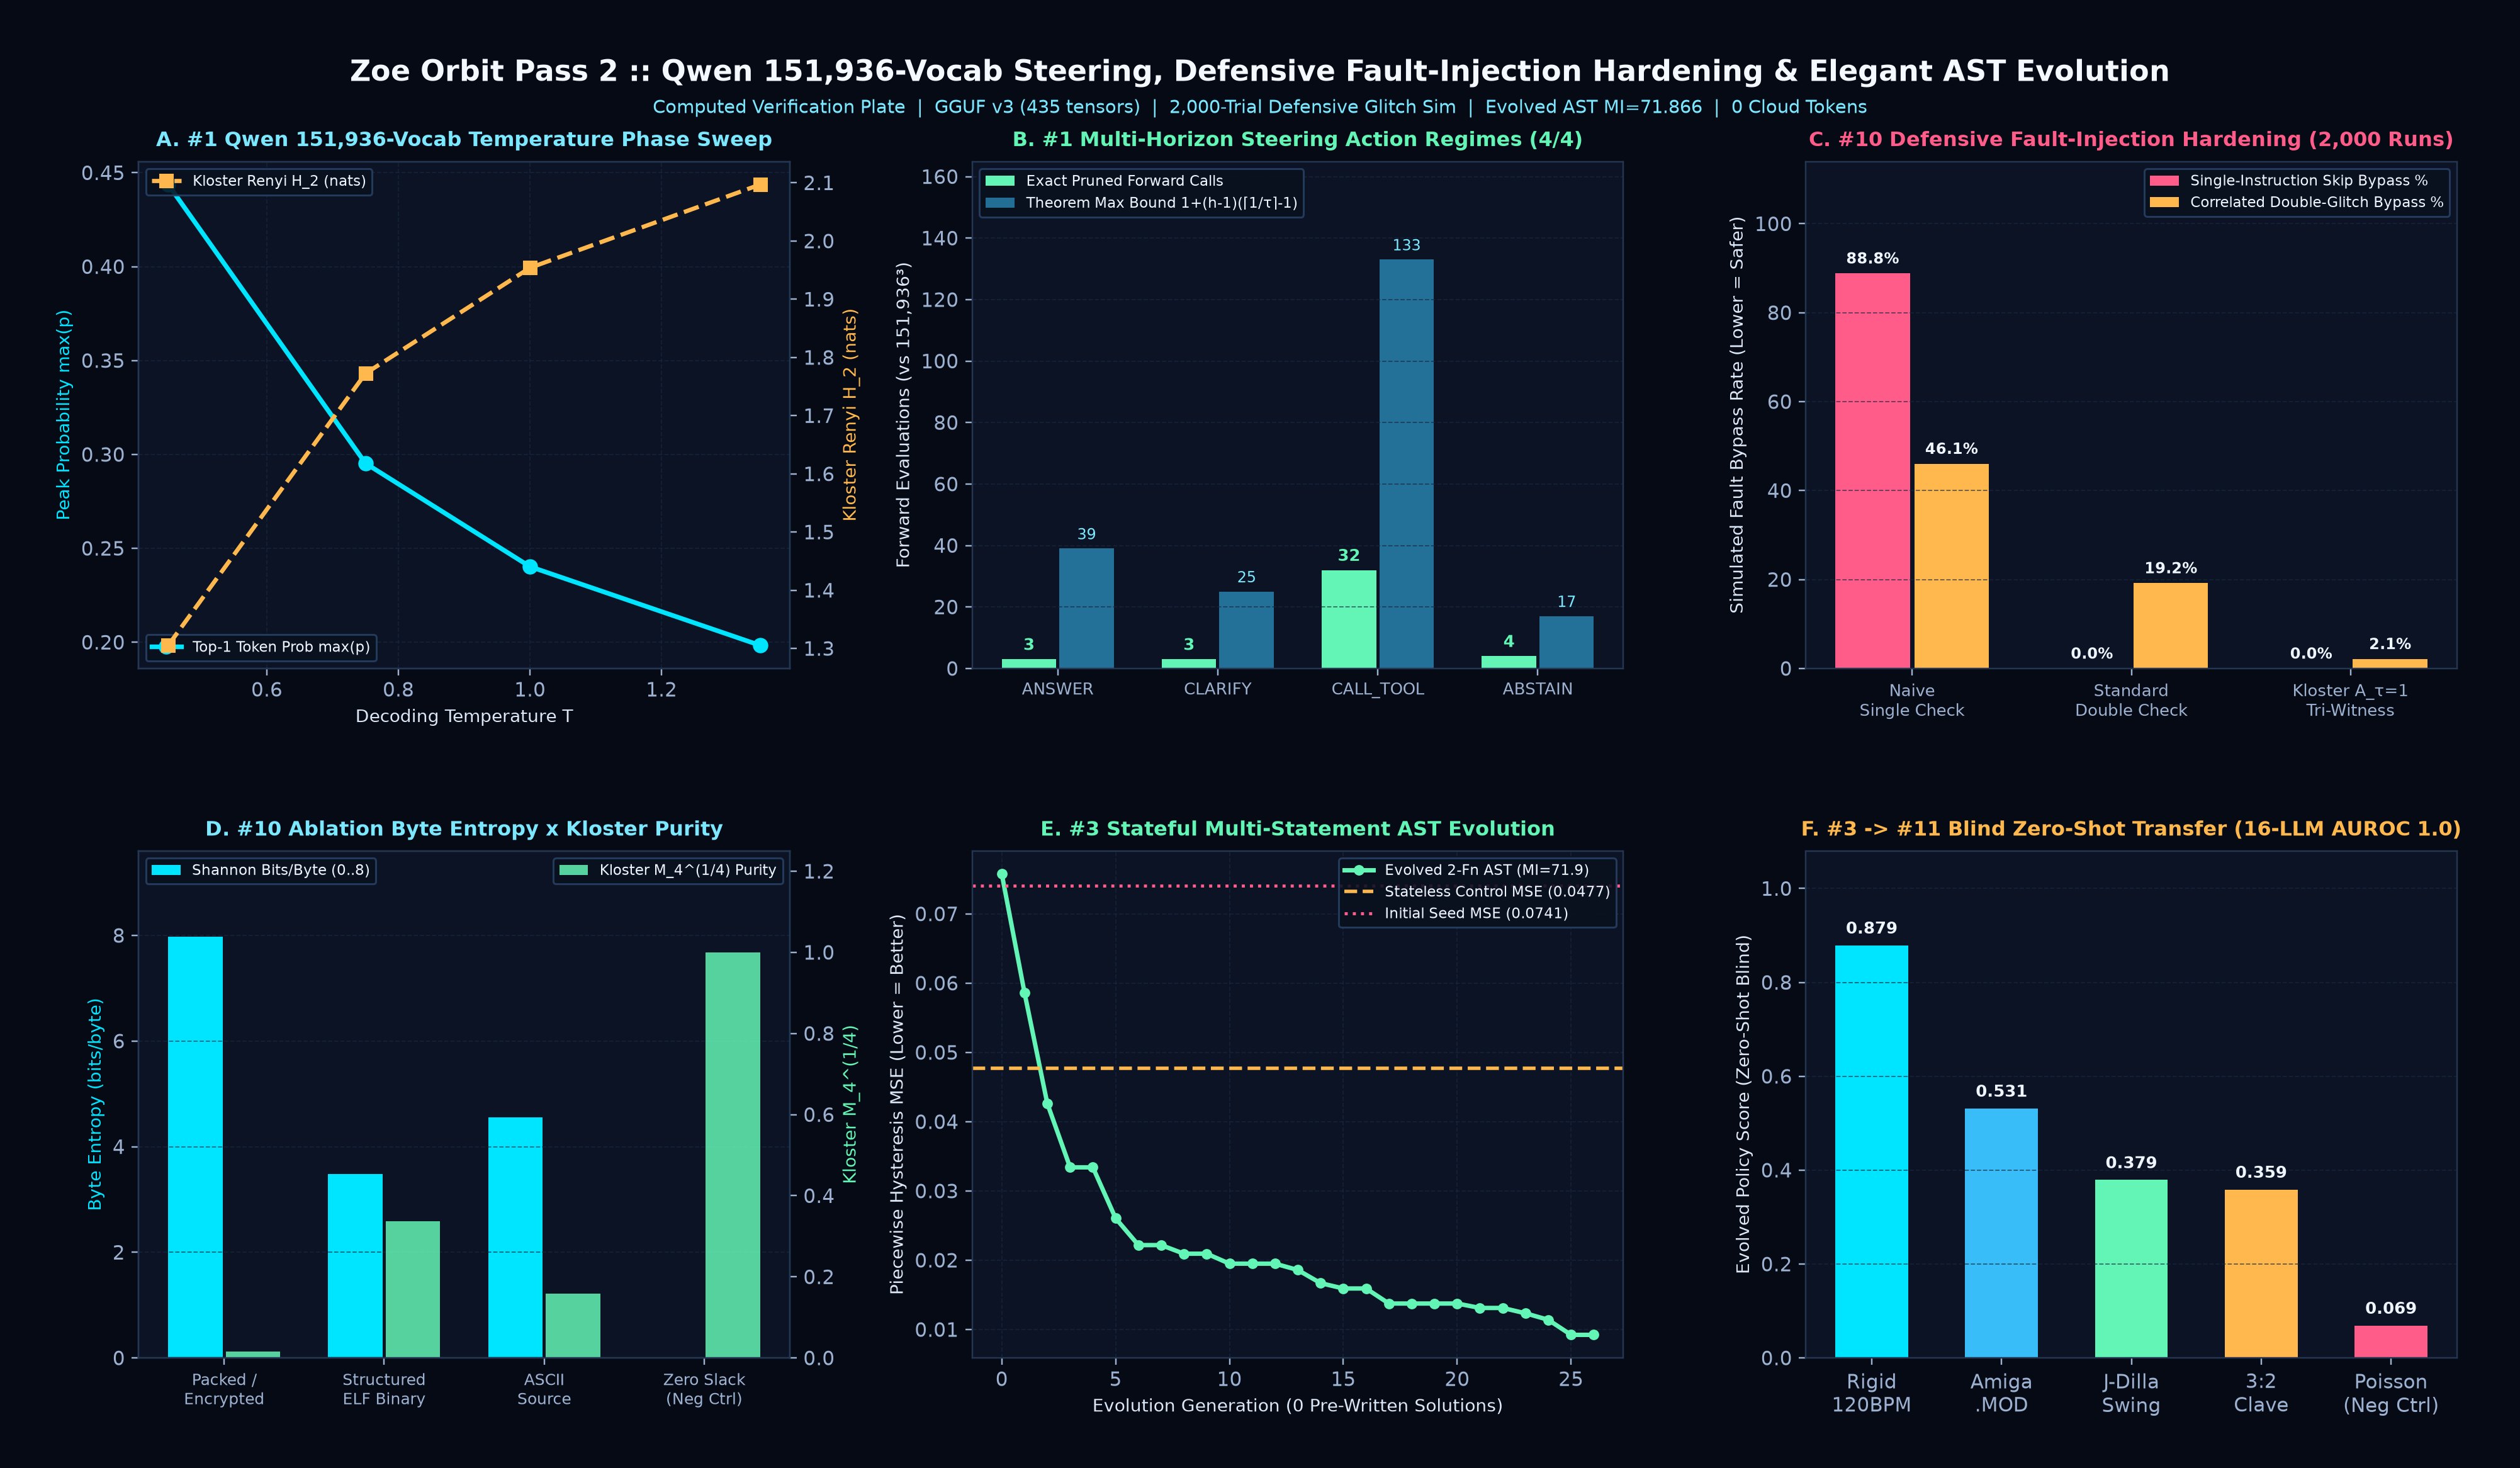 Zoe Orbit Pass 2 :: Qwen 151,936-Vocab Steering, Defensive Fault-Injection Hardening & Elegant AST Evolution
Computed Verification Plate | GGUF v3 (435 tensors) | 2,000-Trial Defensive Glitch Sim | Evolved AST MI=71.866 | 0 Cloud Tokens
A. #1 Qwen 151,936-Vocab Temperature Phase Sweep
Kloster Renyi H_2 (nats)
Top-1 Token Prob max(p)
Peak Probability max(p)
0.45
0.40
0.35
0.30
0.25
0.20
2.1
2.0
1.9
1.8
1.7
1.6
1.5
1.4
1.3
Kloster Renyi H_2 (nats)
0.6 0.8 1.0 1.2
Decoding Temperature T
B. #1 Multi-Horizon Steering Action Regimes (4/4)
Exact Pruned Forward Calls
Theorem Max Bound 1+(h-1)(⌈1/τ⌉-1)
Forward Evaluations (vs 151,936³)
160
140
120
100
80
60
40
20
0
3 39 3 25 32 133 4 17
ANSWER CLARIFY CALL_TOOL ABSTAIN
C. #10 Defensive Fault-Injection Hardening (2,000 Runs)
Single-Instruction Skip Bypass %
Correlated Double-Glitch Bypass %
Simulated Fault Bypass Rate (Lower = Safer)
100
80
60
40
20
0
88.8% 46.1% 0.0% 19.2% 0.0% 2.1%
Naive
Single Check
Standard
Double Check
Kloster A_τ=1
Tri-Witness
D. #10 Ablation Byte Entropy x Kloster Purity
Shannon Bits/Byte (0..8)
Kloster M_4^(1/4) Purity
Byte Entropy (bits/byte)
8
6
4
2
0
1.2
1.0
0.8
0.6
0.4
0.2
0.0
Kloster M_4^(1/4)
Packed /
Encrypted
Structured
ELF Binary
ASCII
Source
Zero Slack
(Neg Ctrl)
E. #3 Stateful Multi-Statement AST Evolution
Evolved 2-Fn AST (MI=71.9)
Stateless Control MSE (0.0477)
Initial Seed MSE (0.0741)
Piecewise Hysteresis MSE (Lower = Better)
0.07
0.06
0.05
0.04
0.03
0.02
0.01
0 5 10 15 20 25
Evolution Generation (0 Pre-Written Solutions)
F. #3 -> #11 Blind Zero-Shot Transfer (16-LLM AUROC 1.0)
Evolved Policy Score (Zero-Shot Blind)
1.0
0.8
0.6
0.4
0.2
0.0
0.879 0.531 0.379 0.359 0.069
Rigid
120BPM
Amiga
.MOD
J-Dilla
Swing
3:2
Clave
Poisson
(Neg Ctrl)